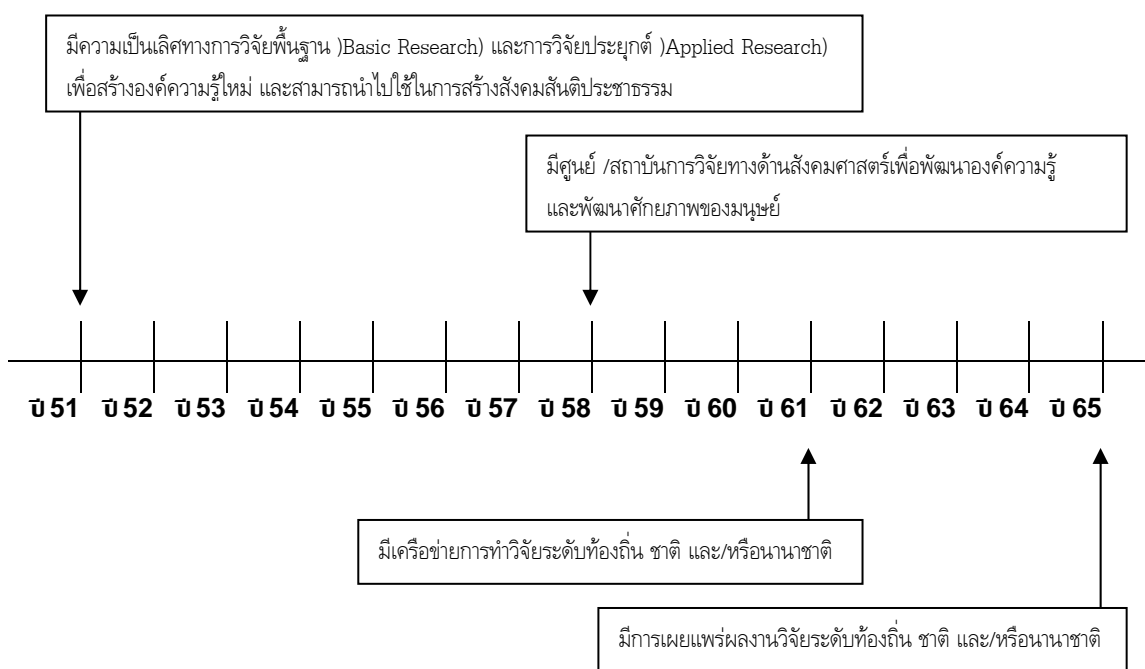 มีความเป็นเลิศทางการวิจัยพื้นฐาน )Basic Research) และการวิจัยประยุกต์ )Applied Research)
เพื่อสร้างองค์ความรู้ใหม่ และสามารถนำไปใช้ในการสร้างสังคมสันติประชาธรรม
มีศูนย์ /สถาบันการวิจัยทางด้านสังคมศาสตร์เพื่อพัฒนาองค์ความรู้
และพัฒนาศักยภาพของมนุษย์
ปี 51 ปี 52 ปี 53 ปี 54 ปี 55 ปี 56 ปี 57 ปี 58 ปี 59 ปี 60 ปี 61 ปี 62 ปี 63 ปี 64 ปี 65
มีเครือข่ายการทำวิจัยระดับท้องถิ่น ชาติ และ/หรือนานาชาติ
มีการเผยแพร่ผลงานวิจัยระดับท้องถิ่น ชาติ และ/หรือนานาชาติ